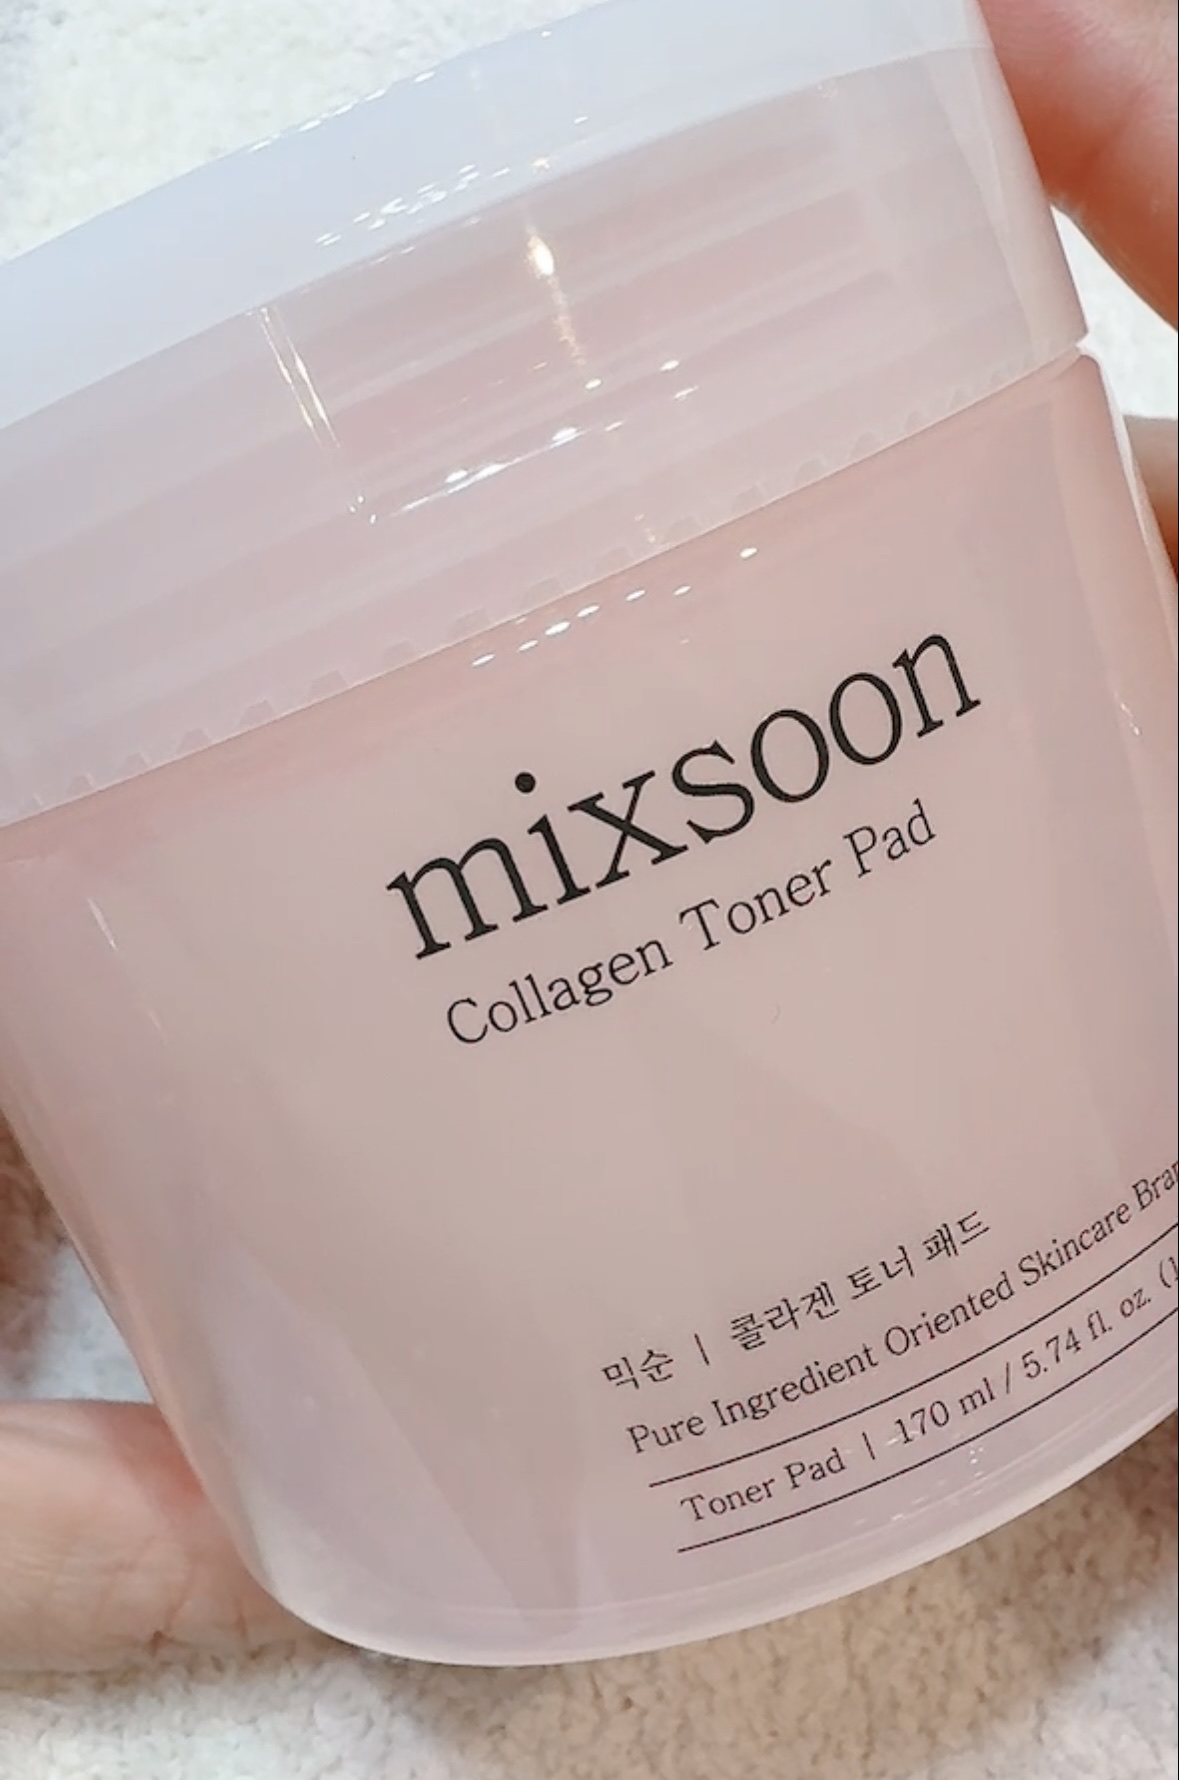 mixsoon
Collagen Toner Pad
믹순 | 콜라겐 토너 패드
Pure Ingredient Oriented Skincare
Toner Pad | 170 ml / 5.74 fl. oz.